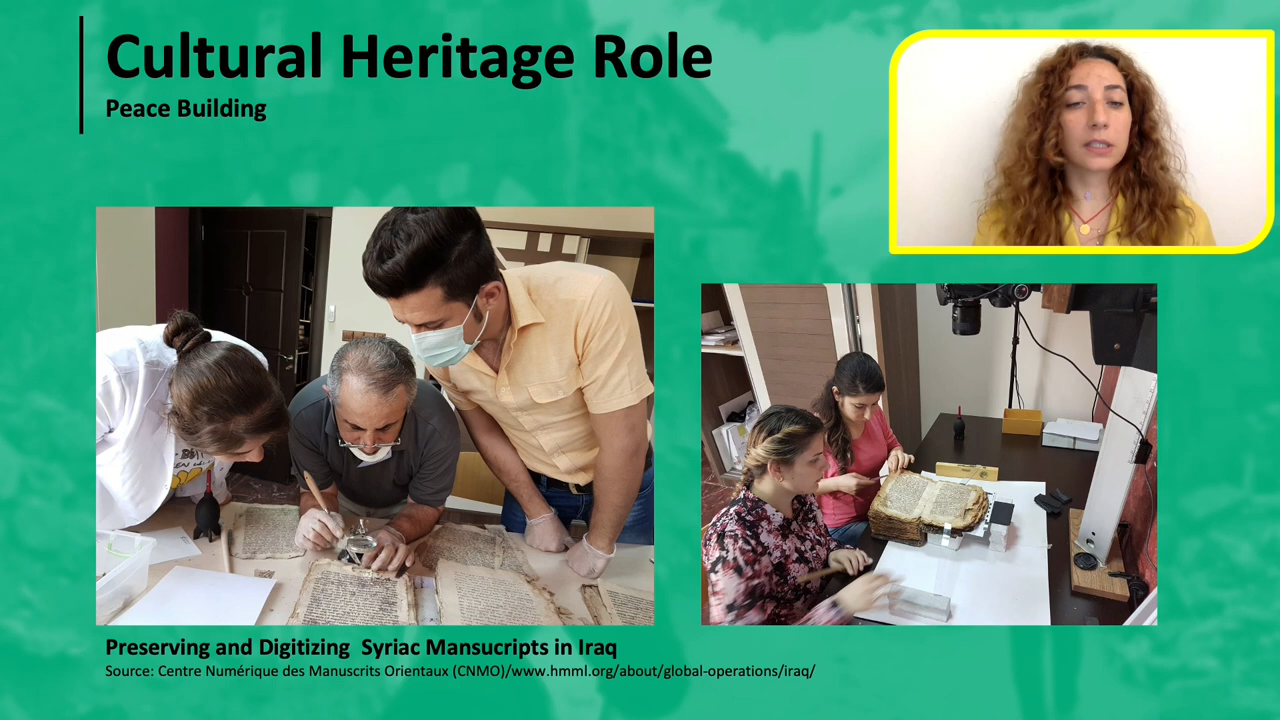 Cultural Heritage Role
Peace Building
Preserving and Digitizing  Syriac Mansucripts in Iraq
Source: Centre Numérique des Manuscrits Orientaux (CNMO)/www.hmml.org/about/global-operations/iraq/